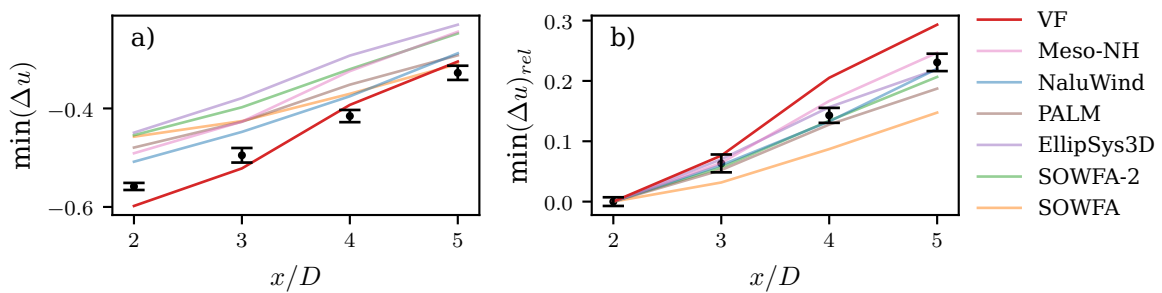 a)
min(Δu)
−0.4
−0.6
2 3 4 5
x/D
b)
min(Δu)rel
0.3
0.2
0.1
0.0
2 3 4 5
x/D
VF
Meso-NH
NaluWind
PALM
EllipSys3D
SOWFA-2
SOWFA